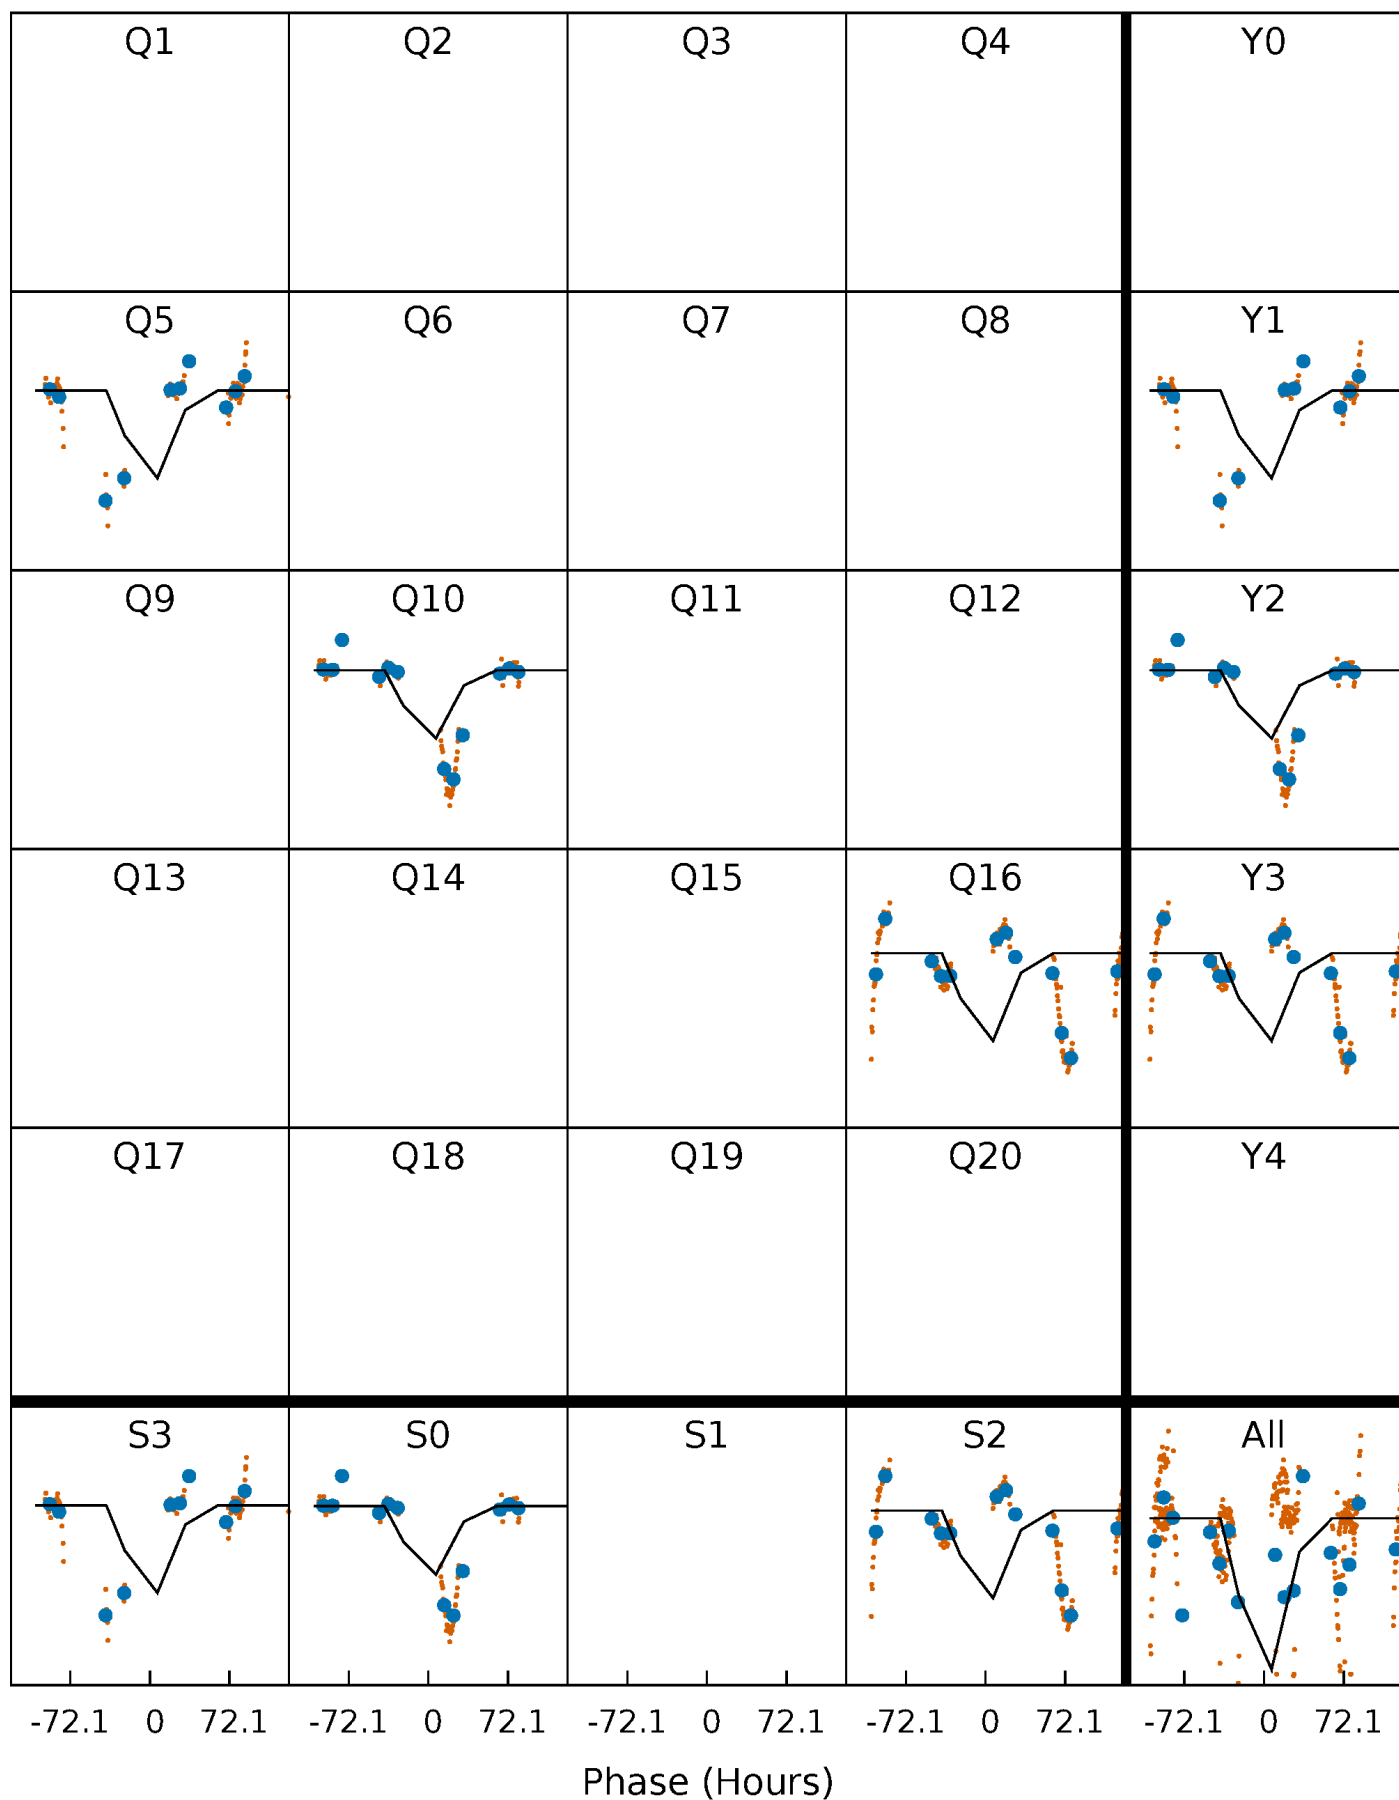 Q1 Q2 Q3 Q4 Y0
Q5 Q6 Q7 Q8 Y1
Q9 Q10 Q11 Q12 Y2
Q13 Q14 Q15 Q16 Y3
Q17 Q18 Q19 Q20 Y4
S3 S0 S1 S2 All
-72.1 0 72.1 -72.1 0 72.1 -72.1 0 72.1 -72.1 0 72.1 -72.1 0 72.1
Phase (Hours)